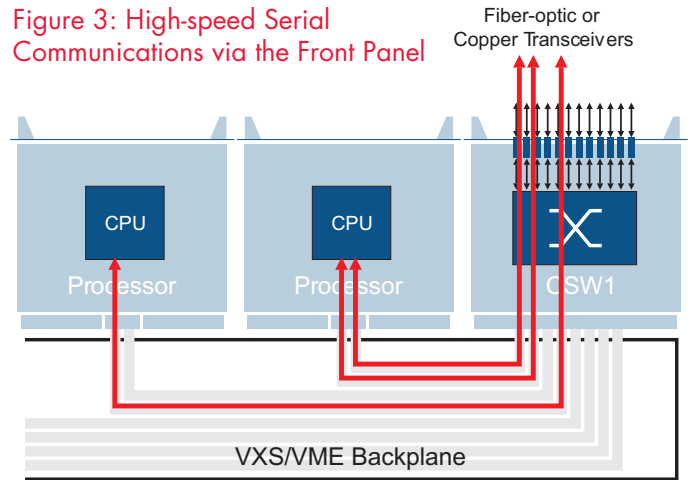 Figure 3: High-speed Serial
Communications via the Front Panel
Fiber-optic or
Copper Transceivers
CPU
CPU
Processor
Processor
CSW1
VXS/VME Backplane